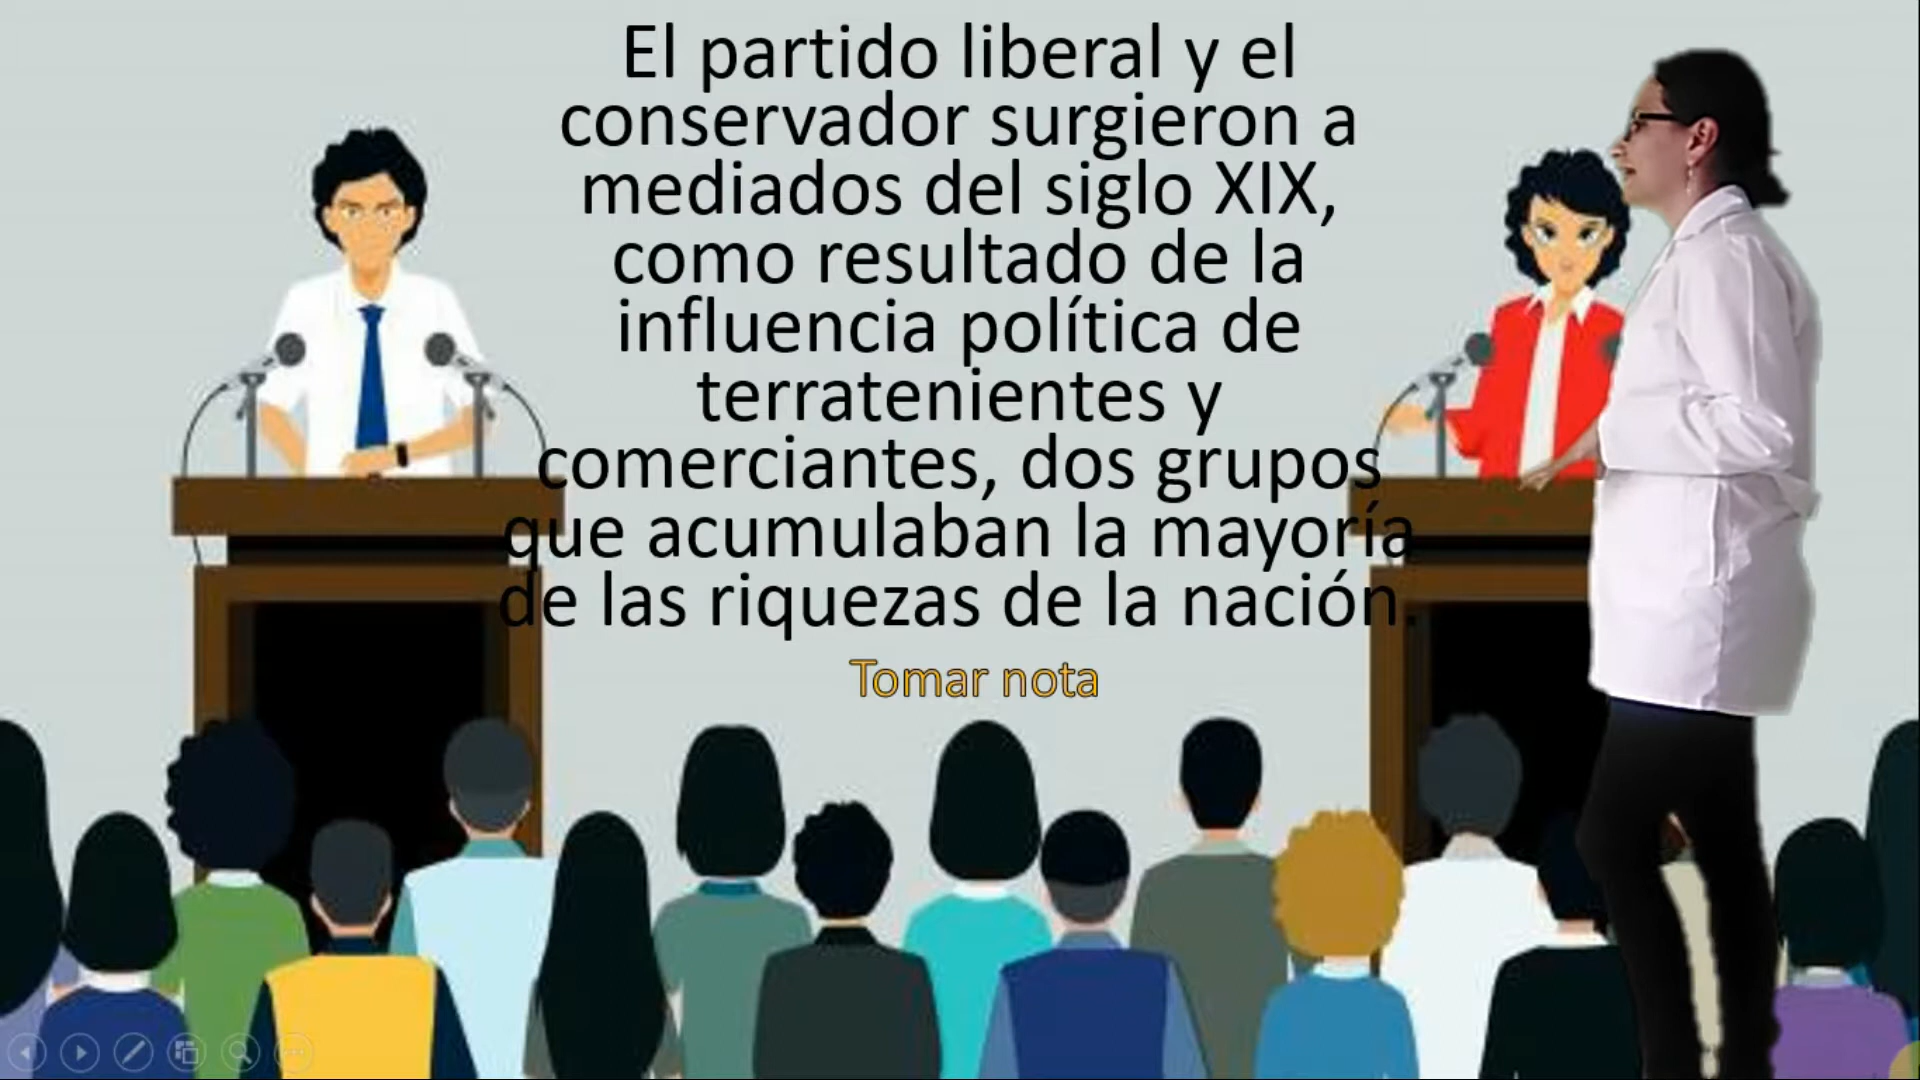 El partido liberal y el
conservador surgieron a
mediados del siglo XIX,
como resultado de la
influencia política de
terratenientes y
comerciantes, dos grupos
que acumulaban la mayoría
de las riquezas de la nación.
Tomar nota